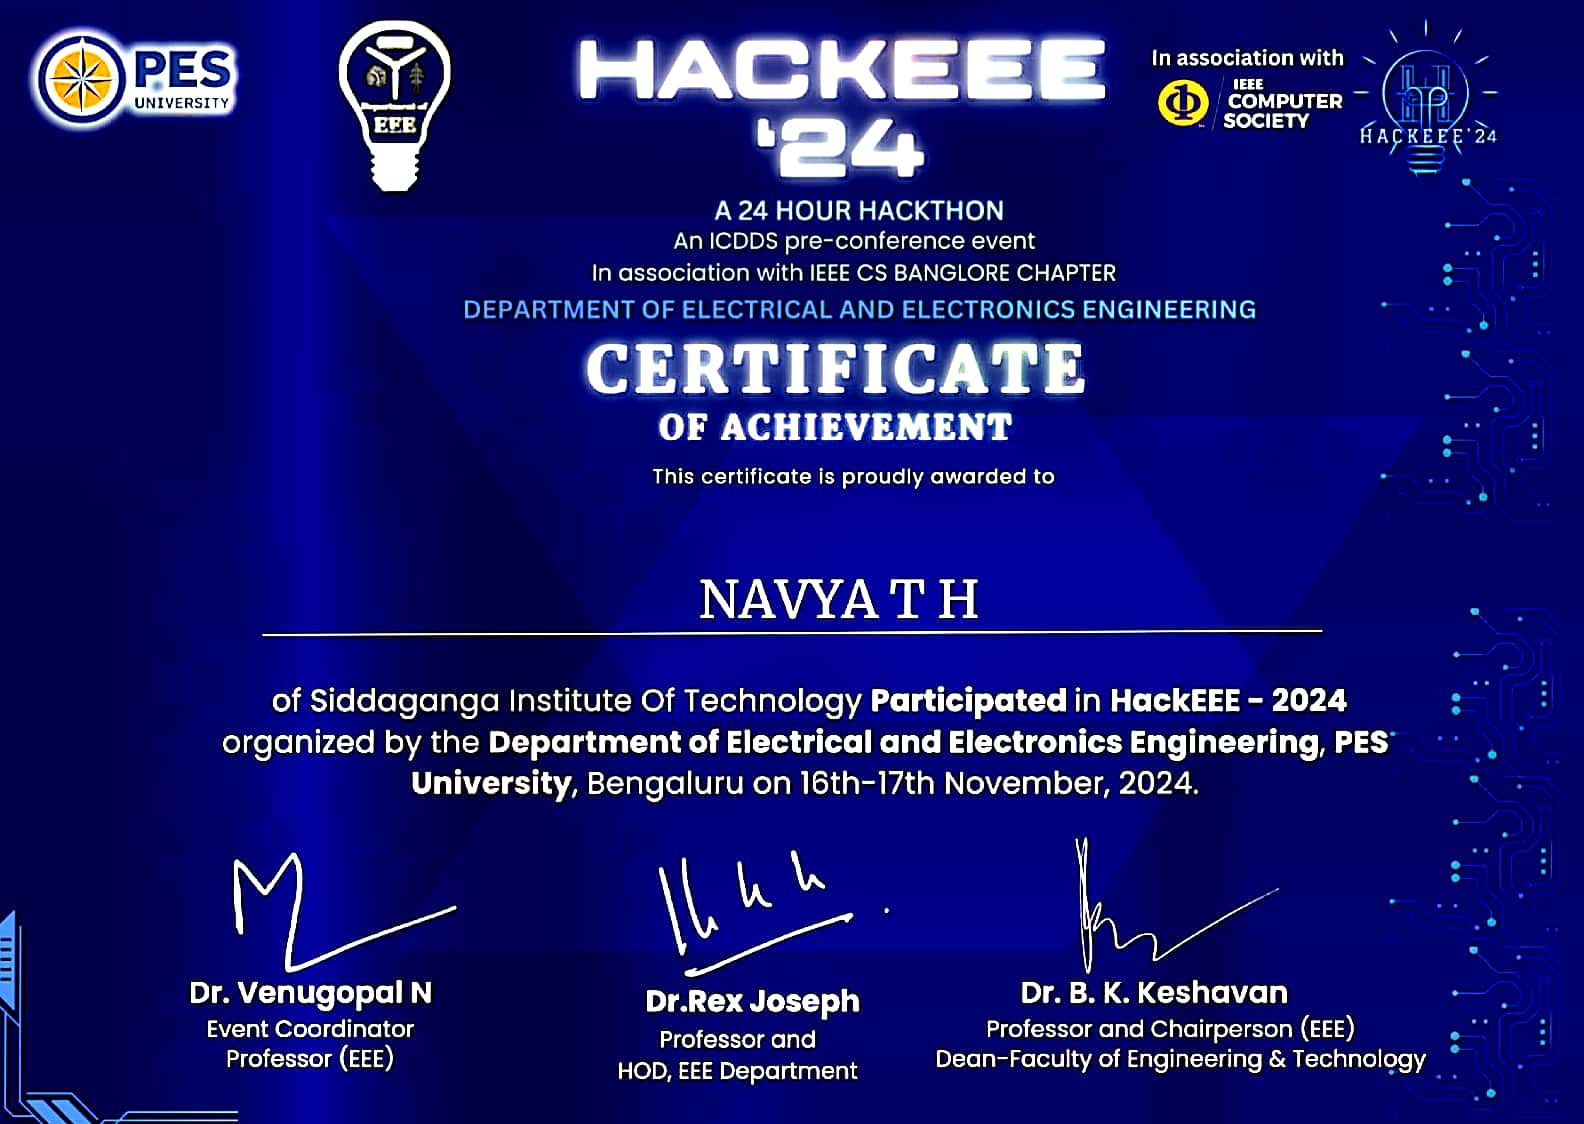 PES
UNIVERSITY
Department of
EEE
HACKEEE
'24
In association with
IEEE
COMPUTER
SOCIETY
HACKEEE'24
A 24 HOUR HACKTHON
An ICDDS pre-conference event
In association with IEEE CS BANGLORE CHAPTER
DEPARTMENT OF ELECTRICAL AND ELECTRONICS ENGINEERING
CERTIFICATE
OF ACHIEVEMENT
This certificate is proudly awarded to
NAVYA T H
of Siddaganga Institute Of Technology Participated in HackEEE - 2024
organized by the Department of Electrical and Electronics Engineering, PES
University, Bengaluru on 16th-17th November, 2024.
Dr. Venugopal N
Event Coordinator
Professor (EEE)
Dr.Rex Joseph
Professor and
HOD, EEE Department
Dr. B. K. Keshavan
Professor and Chairperson (EEE)
Dean-Faculty of Engineering & Technology